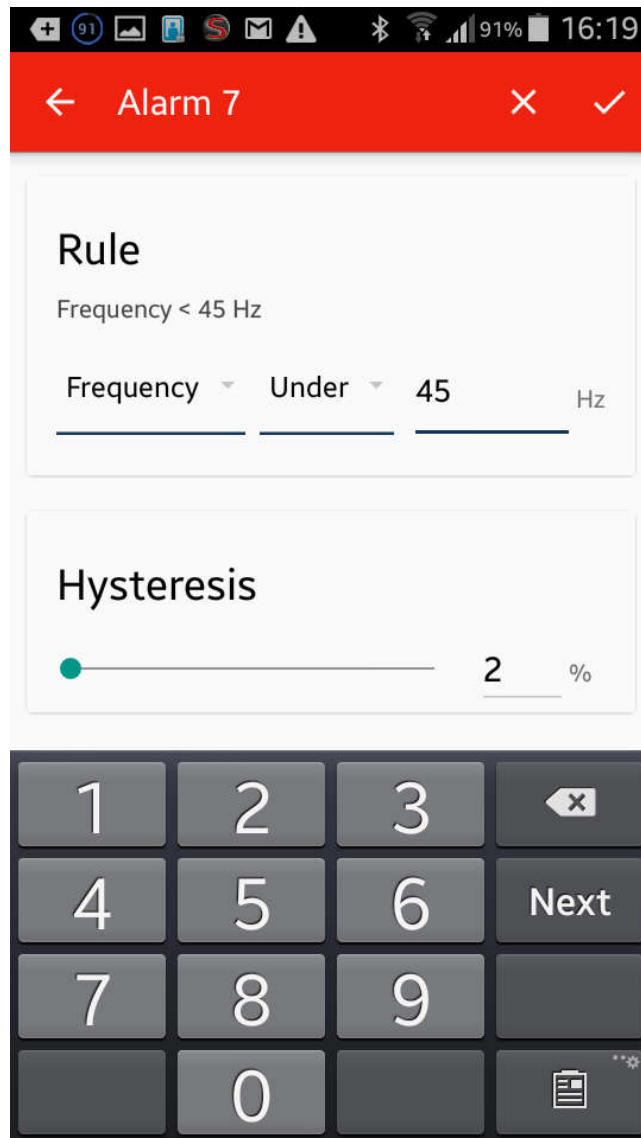 91 91% 16:19
Alarm 7
Rule
Frequency < 45 Hz
Frequency Under 45 Hz
Hysteresis
2 %
1 2 3
4 5 6 Next
7 8 9
0